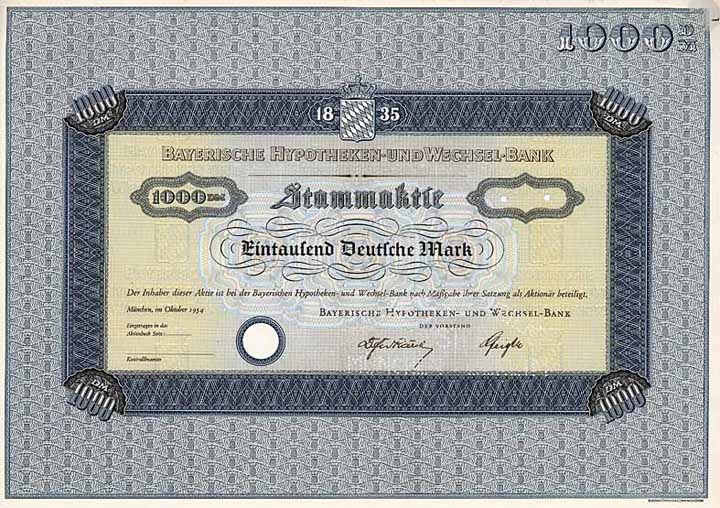 1000 DM
1000 DM
1000 DM
18 35
BAYERISCHE HYPOTHEKEN-UND WECHSEL-BANK
1000 DM
Stammaktie
Eintausend Deutsche Mark
Der Inhaber dieser Aktie ist bei der Bayerischen Hypotheken- und Wechsel-Bank nach Maßgabe ihrer Satzung als Aktionär beteiligt.
München, im Oktober 1954
BAYERISCHE HYPOTHEKEN- UND WECHSEL-BANK
DER VORSTAND
Eingetragen in das
Aktienbuch Seite:
Kontrollbeamter
1000 DM
1000 DM